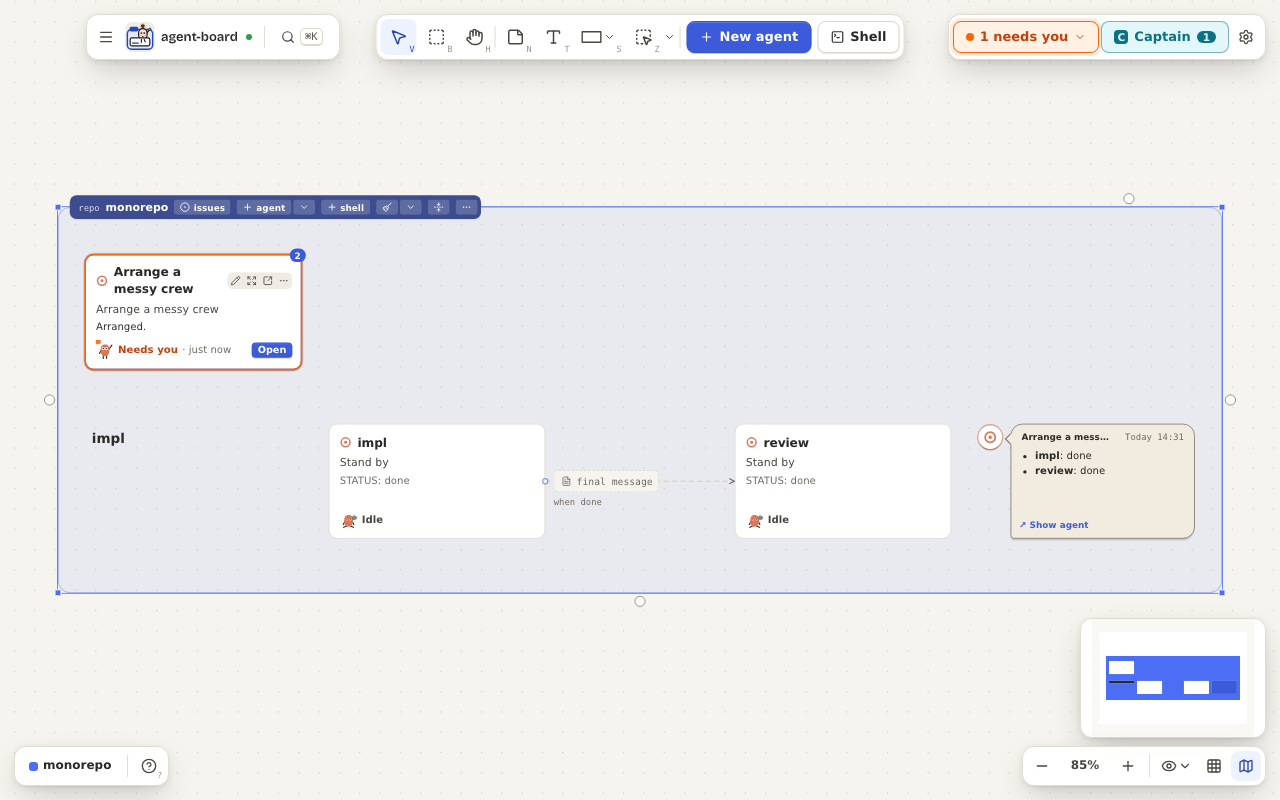 agent-board
⌘K
V
B
H
N
T
S
Z
+ New agent
Shell
1 needs you
C Captain 1
repo monorepo issues + agent + shell
2
Arrange a messy crew
Arrange a messy crew
Arranged.
Needs you · just now
Open
impl
impl
Stand by
STATUS: done
Idle
final message
when done
review
Stand by
STATUS: done
Idle
Arrange a mess… Today 14:31
• impl: done
• review: done
↗ Show agent
monorepo
?
− 85% +